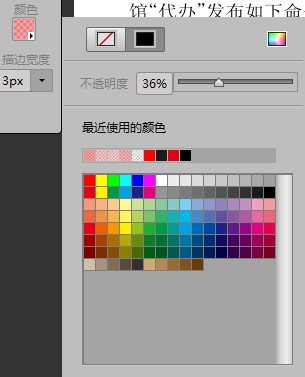 馆“代办”发布如下命
颜色
描边宽度
3px
不透明度 36%
最近使用的颜色